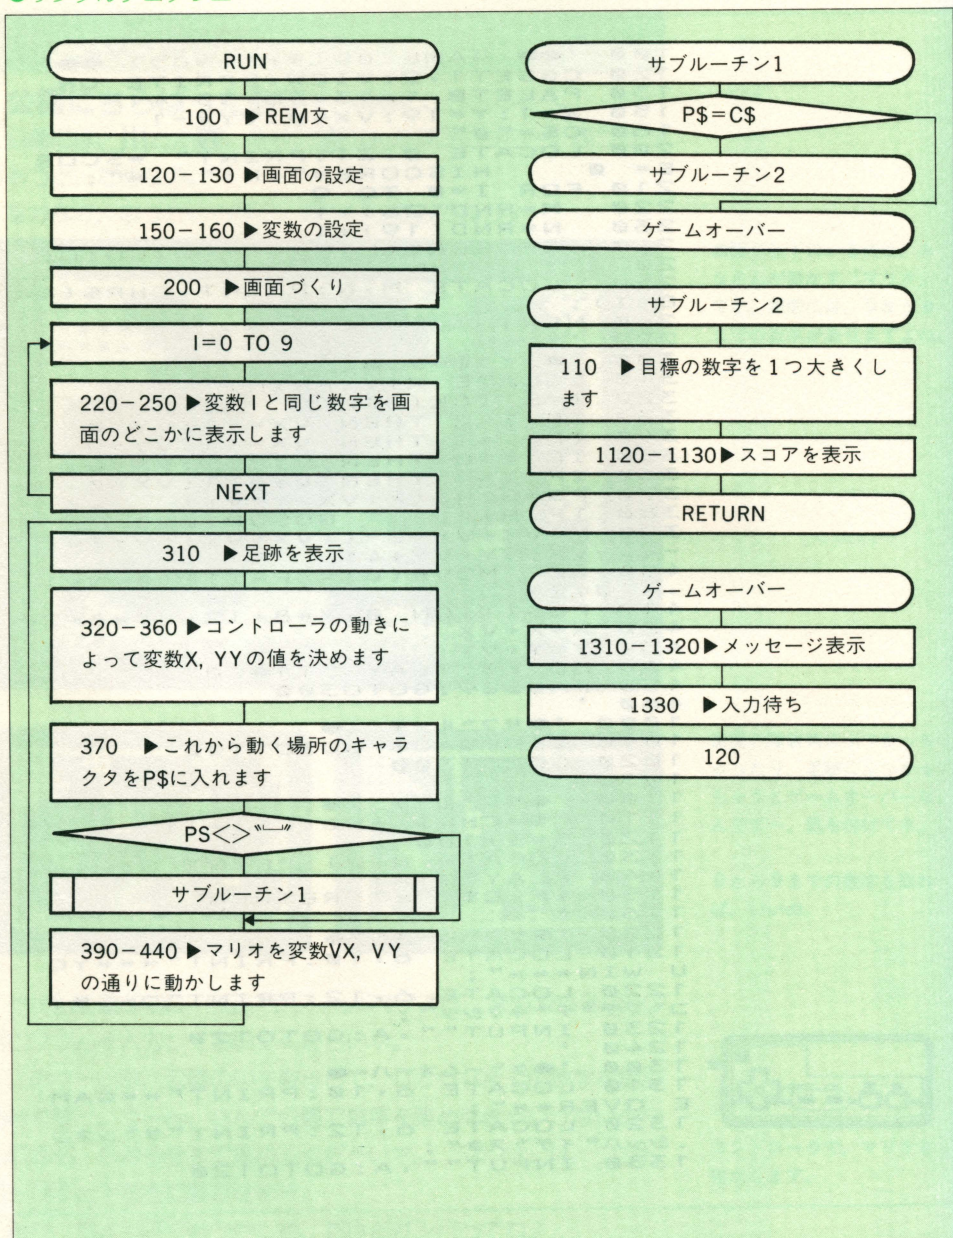 RUN
100 ▶REM文
120-130▶画面の設定
150-160▶変数の設定
200 ▶画面づくり
I=0 TO 9
220-250▶変数Iと同じ数字を画
面のどこかに表示します
NEXT
310 ▶足跡を表示
320-360▶コントローラの動きに
よって変数X, YYの値を決めます
370 ▶これから動く場所のキャラ
クタをP$に入れます
PS<>"␣"
サブルーチン1
390-440▶マリオを変数VX, VY
の通りに動かします
サブルーチン1
P$=C$
サブルーチン2
ゲームオーバー
サブルーチン2
110 ▶目標の数字を1つ大きくし
ます
1120-1130▶スコアを表示
RETURN
ゲームオーバー
1310-1320▶メッセージ表示
1330 ▶入力待ち
120